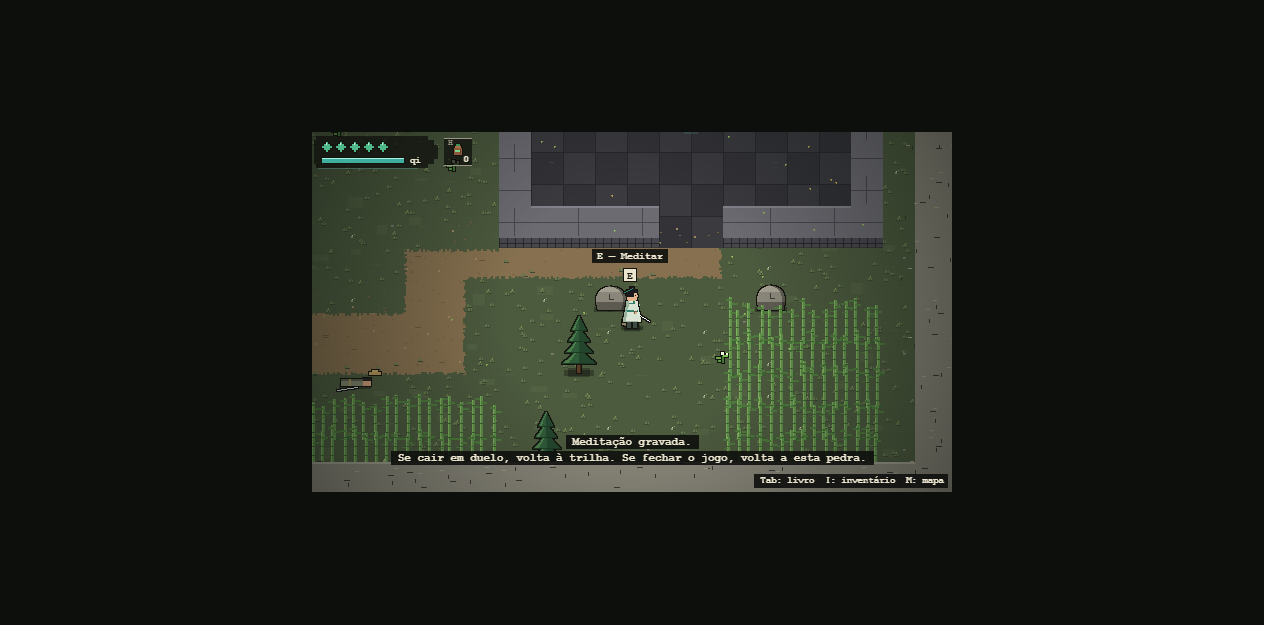 qi
0
E — Meditar
E
Meditação gravada.
Se cair em duelo, volta à trilha. Se fechar o jogo, volta a esta pedra.
Tab: livro I: inventário M: mapa